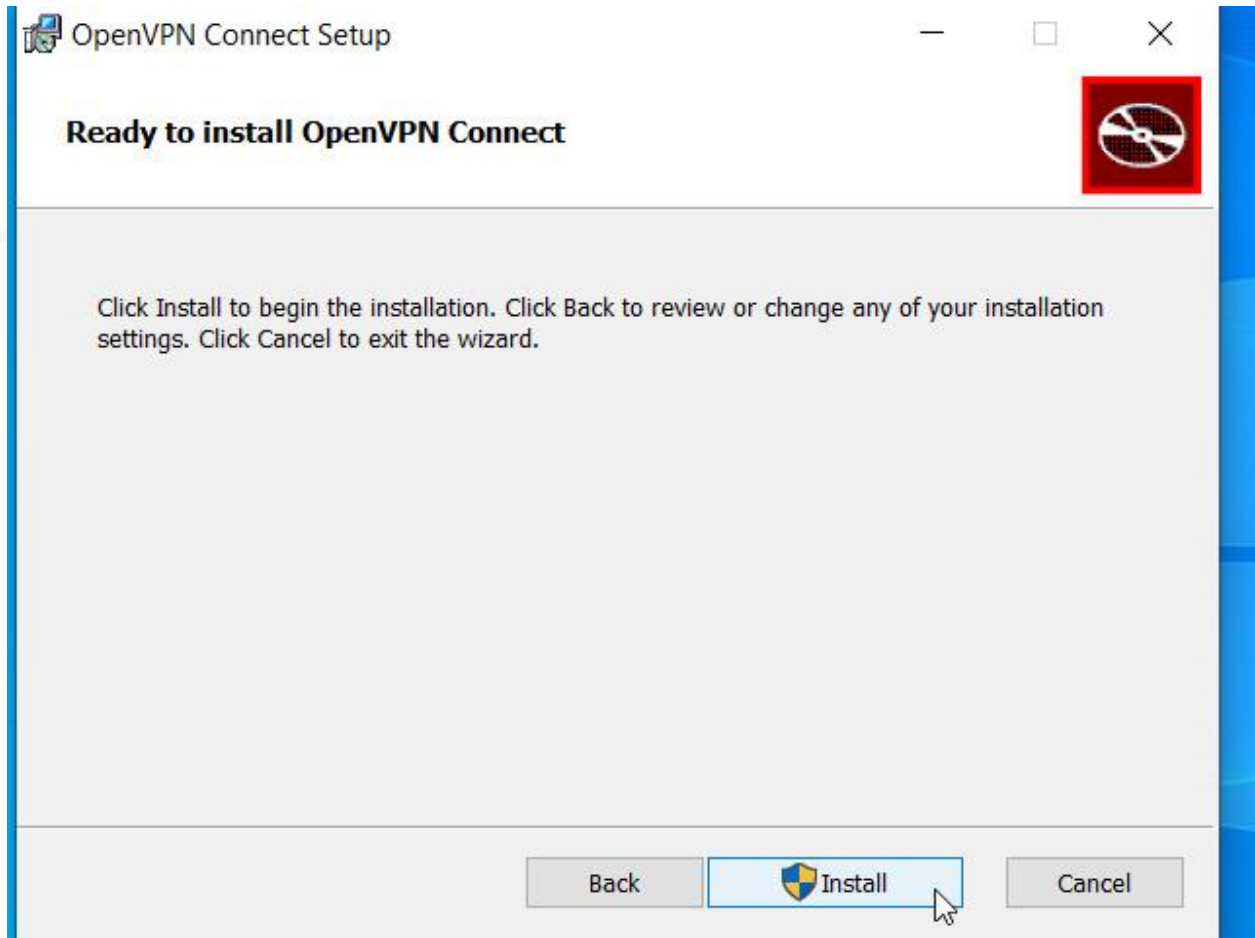 OpenVPN Connect Setup
Ready to install OpenVPN Connect
Click Install to begin the installation. Click Back to review or change any of your installation
settings. Click Cancel to exit the wizard.
Back
Install
Cancel